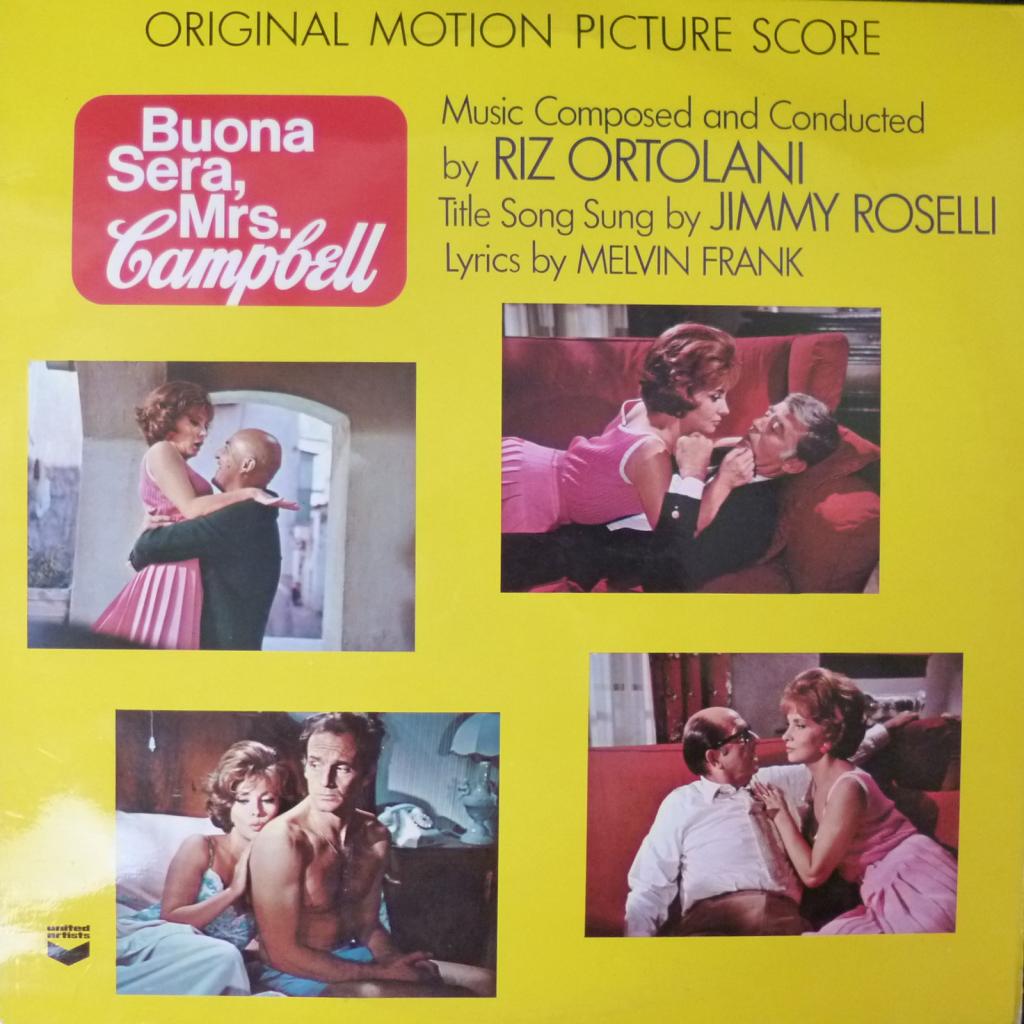 ORIGINAL MOTION PICTURE SCORE
Buona
Sera,
Mrs.
Campbell
Music Composed and Conducted
by RIZ ORTOLANI
Title Song Sung by JIMMY ROSELLI
Lyrics by MELVIN FRANK
united
artists